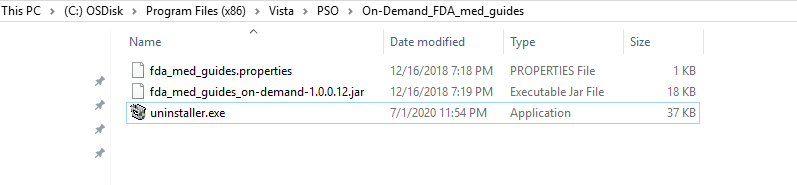 This PC > (C:) OSDisk > Program Files (x86) > Vista > PSO > On-Demand_FDA_med_guides
Name Date modified Type Size
fda_med_guides.properties 12/16/2018 7:18 PM PROPERTIES File 1 KB
fda_med_guides_on-demand-1.0.0.12.jar 12/16/2018 7:19 PM Executable Jar File 18 KB
uninstaller.exe 7/1/2020 11:54 PM Application 37 KB